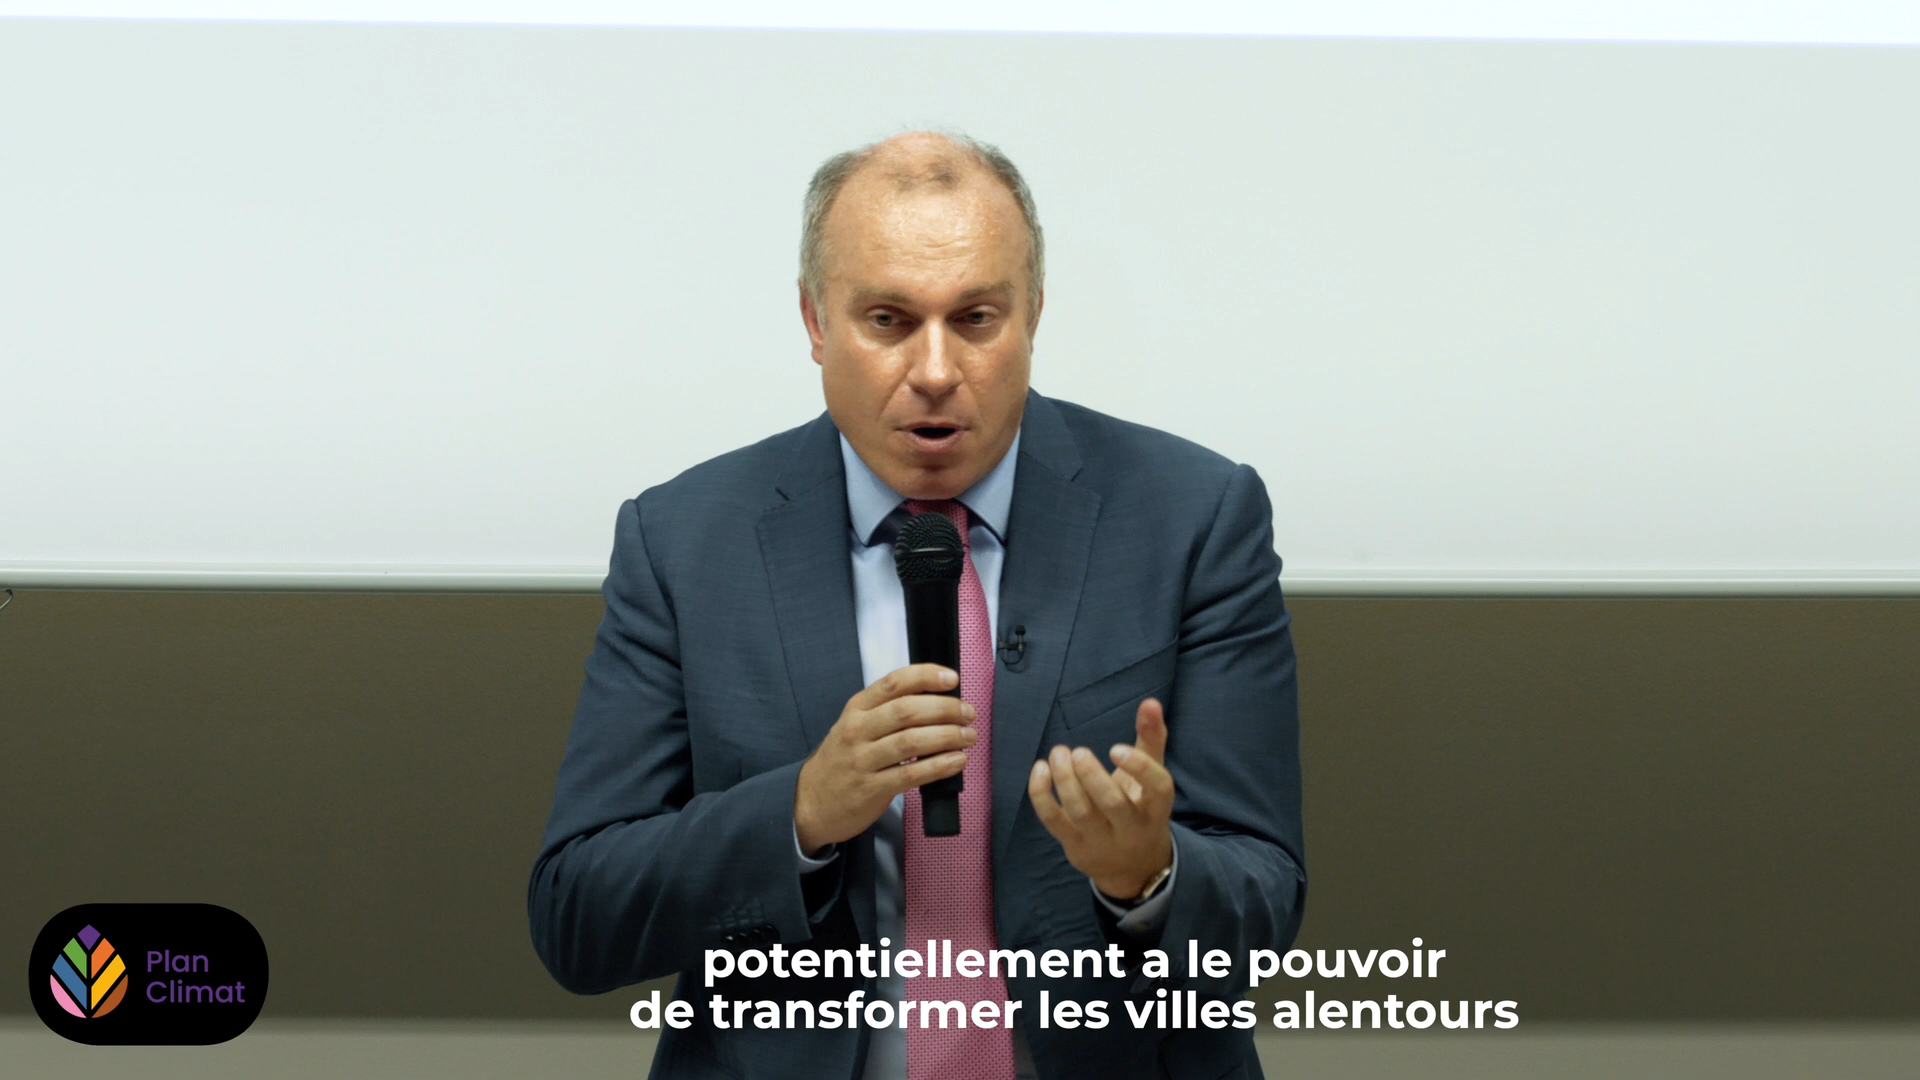 potentiellement a le pouvoir
de transformer les villes alentours
Plan
Climat